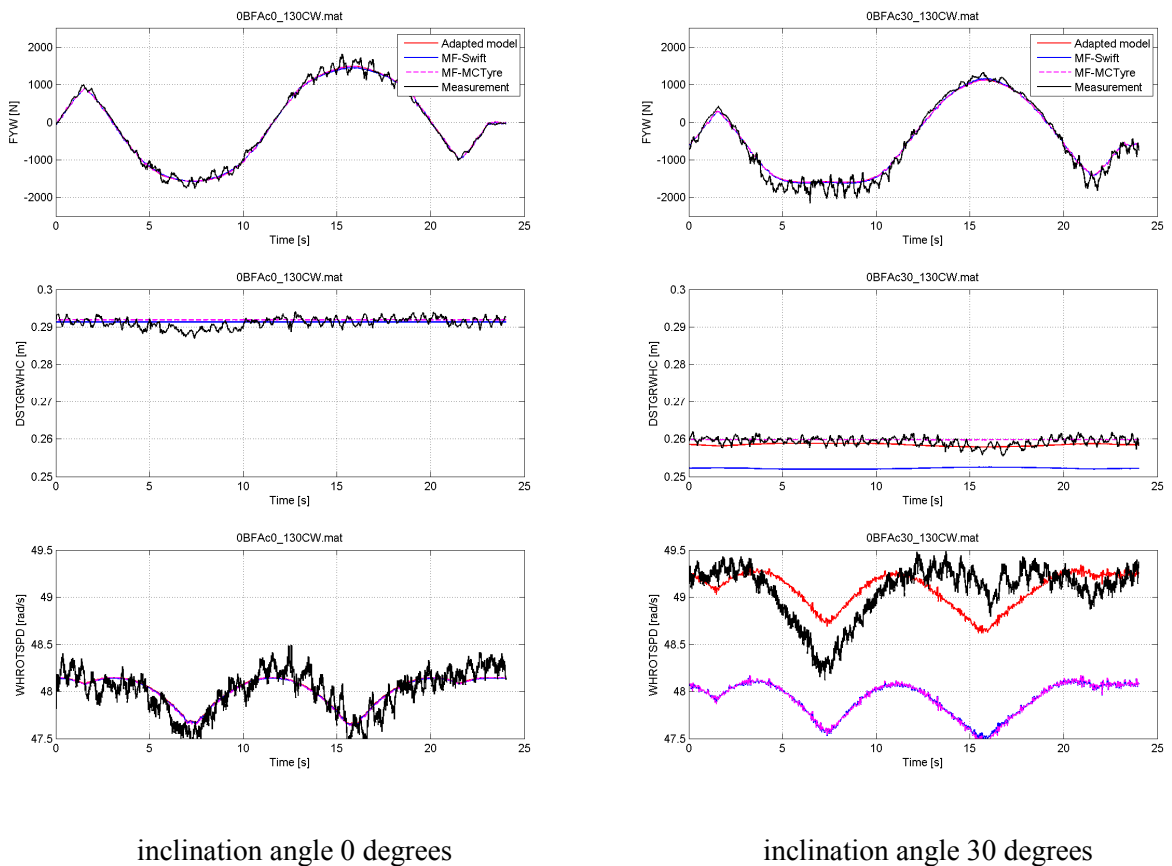 0BFAc0_130CW.mat
2000
1000
0
-1000
-2000
FYW [N]
Adapted model
MF-Swift
MF-MCTyre
Measurement
0 5 10 15 20 25
Time [s]
0BFAc30_130CW.mat
2000
1000
0
-1000
-2000
FYW [N]
Adapted model
MF-Swift
MF-MCTyre
Measurement
0 5 10 15 20 25
Time [s]
0BFAc0_130CW.mat
0.3
0.29
0.28
0.27
0.26
0.25
DSTGRWHC [m]
0 5 10 15 20 25
Time [s]
0BFAc30_130CW.mat
0.3
0.29
0.28
0.27
0.26
0.25
DSTGRWHC [m]
0 5 10 15 20 25
Time [s]
0BFAc0_130CW.mat
49.5
49
48.5
48
47.5
WHROTSPD [rad/s]
0 5 10 15 20 25
Time [s]
0BFAc30_130CW.mat
49.5
49
48.5
48
47.5
WHROTSPD [rad/s]
0 5 10 15 20 25
Time [s]
inclination angle 0 degrees
inclination angle 30 degrees